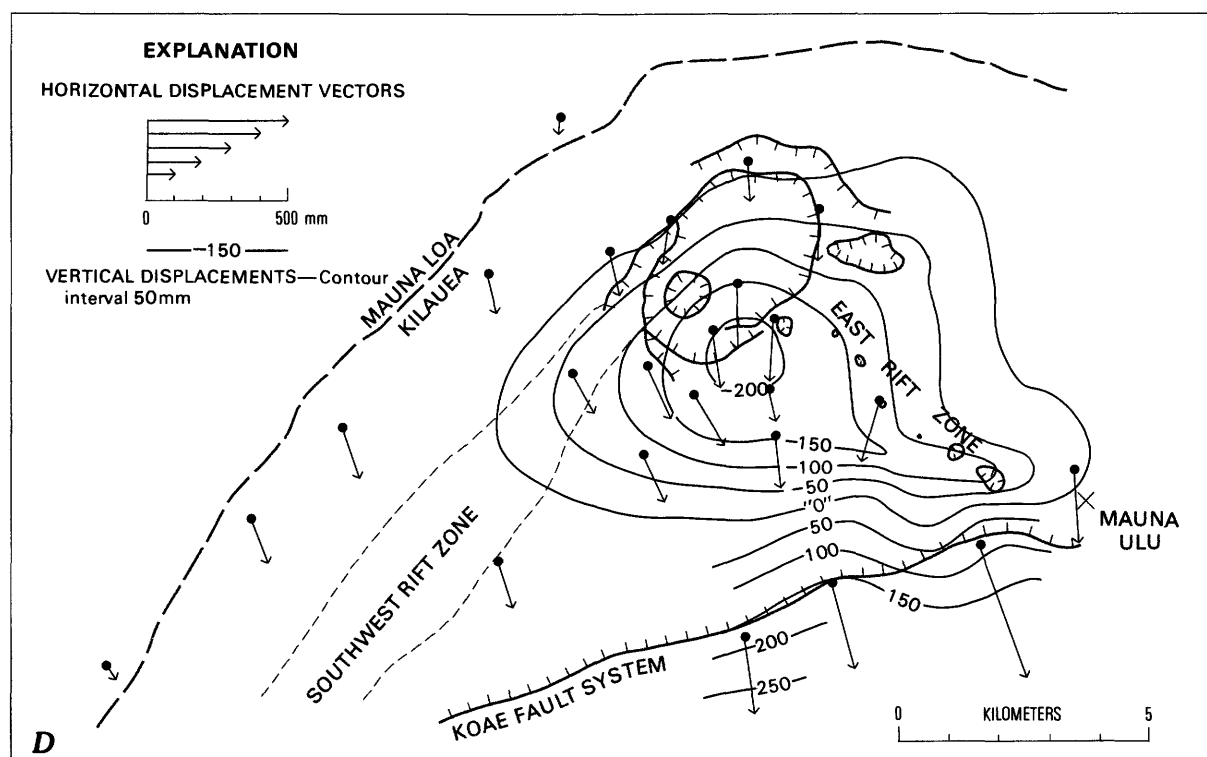 EXPLANATION
HORIZONTAL DISPLACEMENT VECTORS
0 500 mm
-150
VERTICAL DISPLACEMENTS—Contour
interval 50mm
MAUNA LOA
KILAUEA
EAST RIFT ZONE
-200
-150
-100
-50
"0"
50
100
150
200
250
MAUNA
ULU
SOUTHWEST RIFT ZONE
KOAE FAULT SYSTEM
0 KILOMETERS 5
D